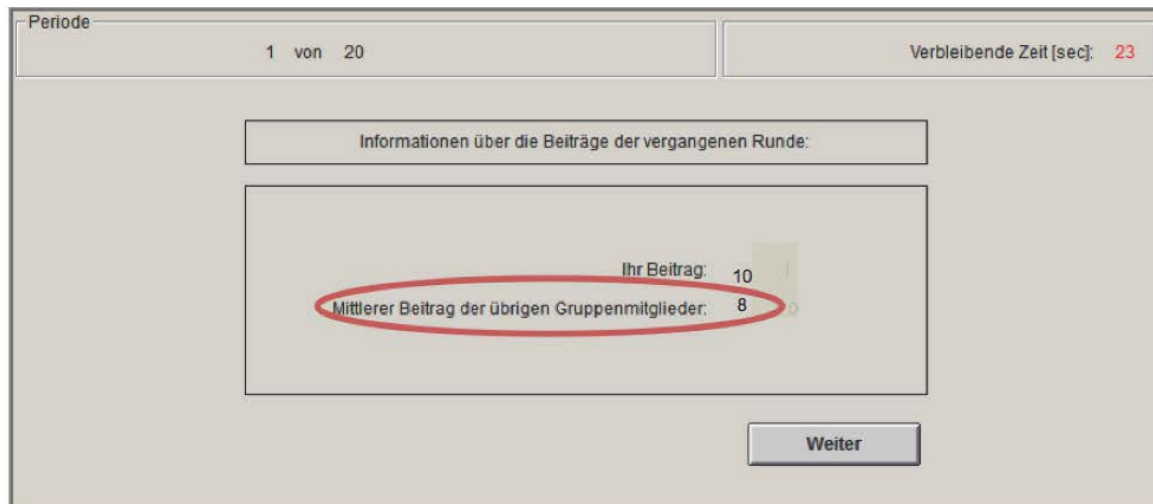 Periode
1 von 20
Verbleibende Zeit [sec]: 23
Informationen über die Beiträge der vergangenen Runde:
Ihr Beitrag: 10
Mittlerer Beitrag der übrigen Gruppenmitglieder: 8
Weiter